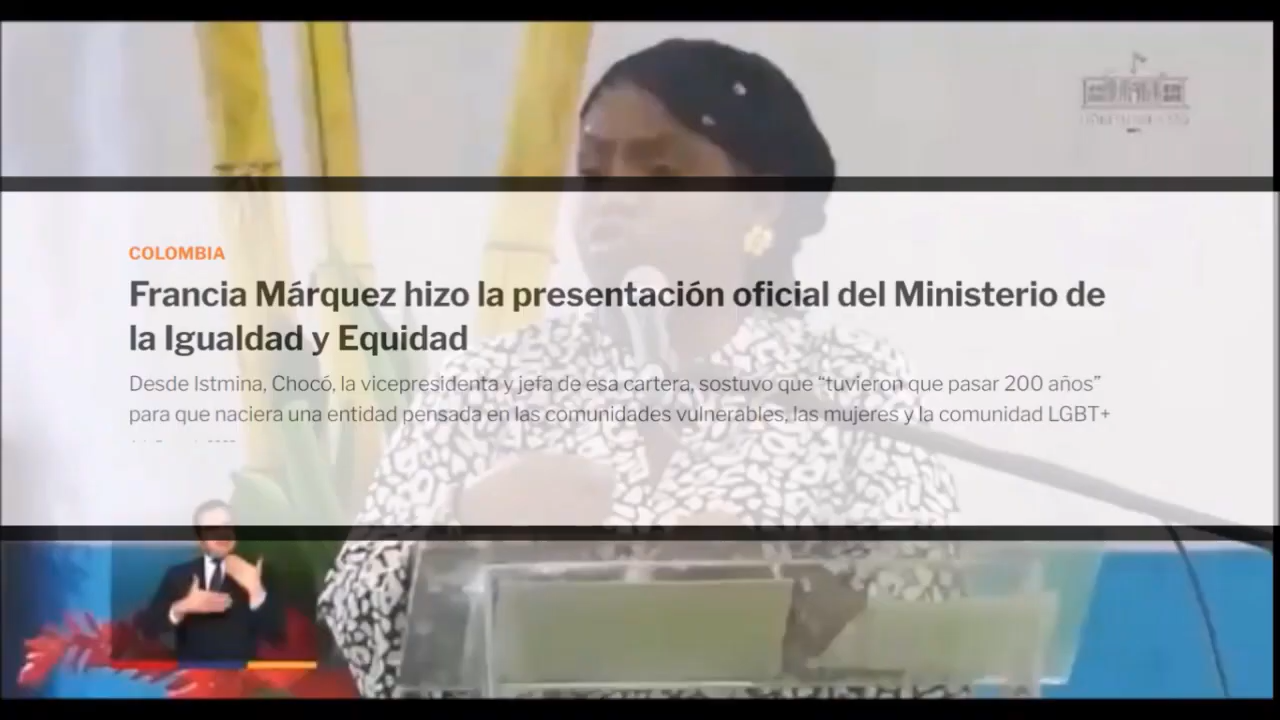 COLOMBIA
Francia Márquez hizo la presentación oficial del Ministerio de
la Igualdad y Equidad
Desde Istmina, Chocó, la vicepresidenta y jefa de esa cartera, sostuvo que “tuvieron que pasar 200 años”
para que naciera una entidad pensada en las comunidades vulnerables, las mujeres y la comunidad LGBT+